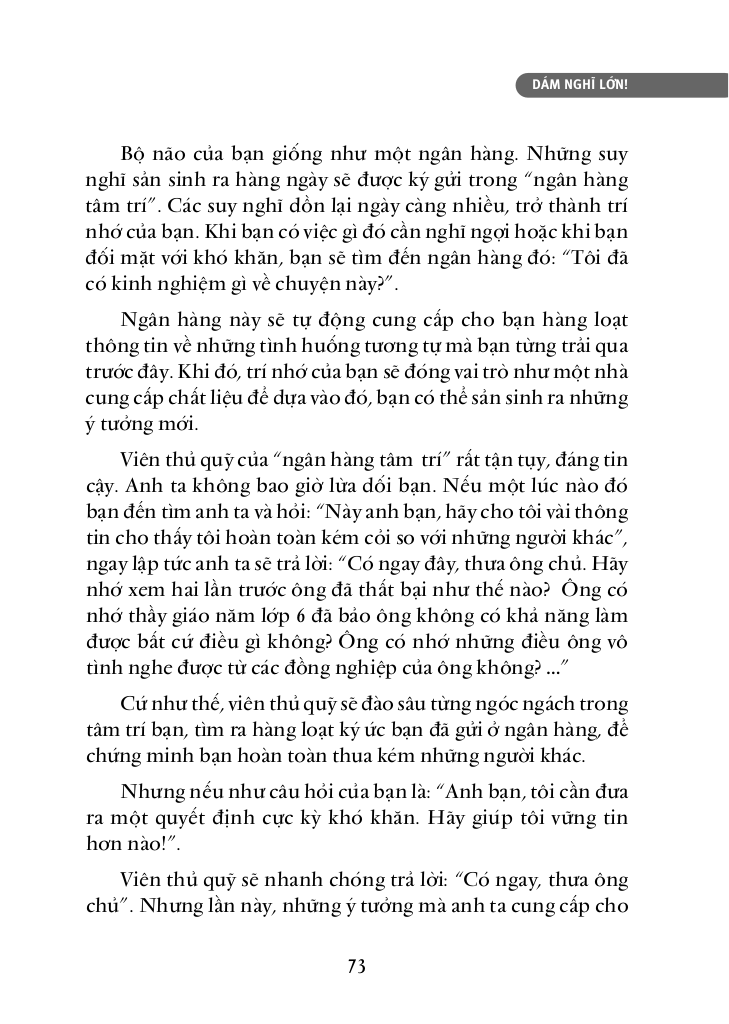 DÁM NGHĨ LỚN!
Bộ não của bạn giống như một ngân hàng. Những suy
nghĩ sản sinh ra hàng ngày sẽ được ký gửi trong “ngân hàng
tâm trí”. Các suy nghĩ dồn lại ngày càng nhiều, trở thành trí
nhớ của bạn. Khi bạn có việc gì đó cần nghĩ ngợi hoặc khi bạn
đối mặt với khó khăn, bạn sẽ tìm đến ngân hàng đó: “Tôi đã
có kinh nghiệm gì về chuyện này?”.
Ngân hàng này sẽ tự động cung cấp cho bạn hàng loạt
thông tin về những tình huống tương tự mà bạn từng trải qua
trước đây. Khi đó, trí nhớ của bạn sẽ đóng vai trò như một nhà
cung cấp chất liệu để dựa vào đó, bạn có thể sản sinh ra những
ý tưởng mới.
Viên thủ quỹ của “ngân hàng tâm trí” rất tận tụy, đáng tin
cậy. Anh ta không bao giờ lừa dối bạn. Nếu một lúc nào đó
bạn đến tìm anh ta và hỏi: “Này anh bạn, hãy cho tôi vài thông
tin cho thấy tôi hoàn toàn kém cỏi so với những người khác”,
ngay lập tức anh ta sẽ trả lời: “Có ngay đây, thưa ông chủ. Hãy
nhớ xem hai lần trước ông đã thất bại như thế nào? Ông có
nhớ thầy giáo năm lớp 6 đã bảo ông không có khả năng làm
được bất cứ điều gì không? Ông có nhớ những điều ông vô
tình nghe được từ các đồng nghiệp của ông không? ...”
Cứ như thế, viên thủ quỹ sẽ đào sâu từng ngóc ngách trong
tâm trí bạn, tìm ra hàng loạt ký ức bạn đã gửi ở ngân hàng, để
chứng minh bạn hoàn toàn thua kém những người khác.
Nhưng nếu như câu hỏi của bạn là: “Anh bạn, tôi cần đưa
ra một quyết định cực kỳ khó khăn. Hãy giúp tôi vững tin
hơn nào!”.
Viên thủ quỹ sẽ nhanh chóng trả lời: “Có ngay, thưa ông
chủ”. Nhưng lần này, những ý tưởng mà anh ta cung cấp cho
73